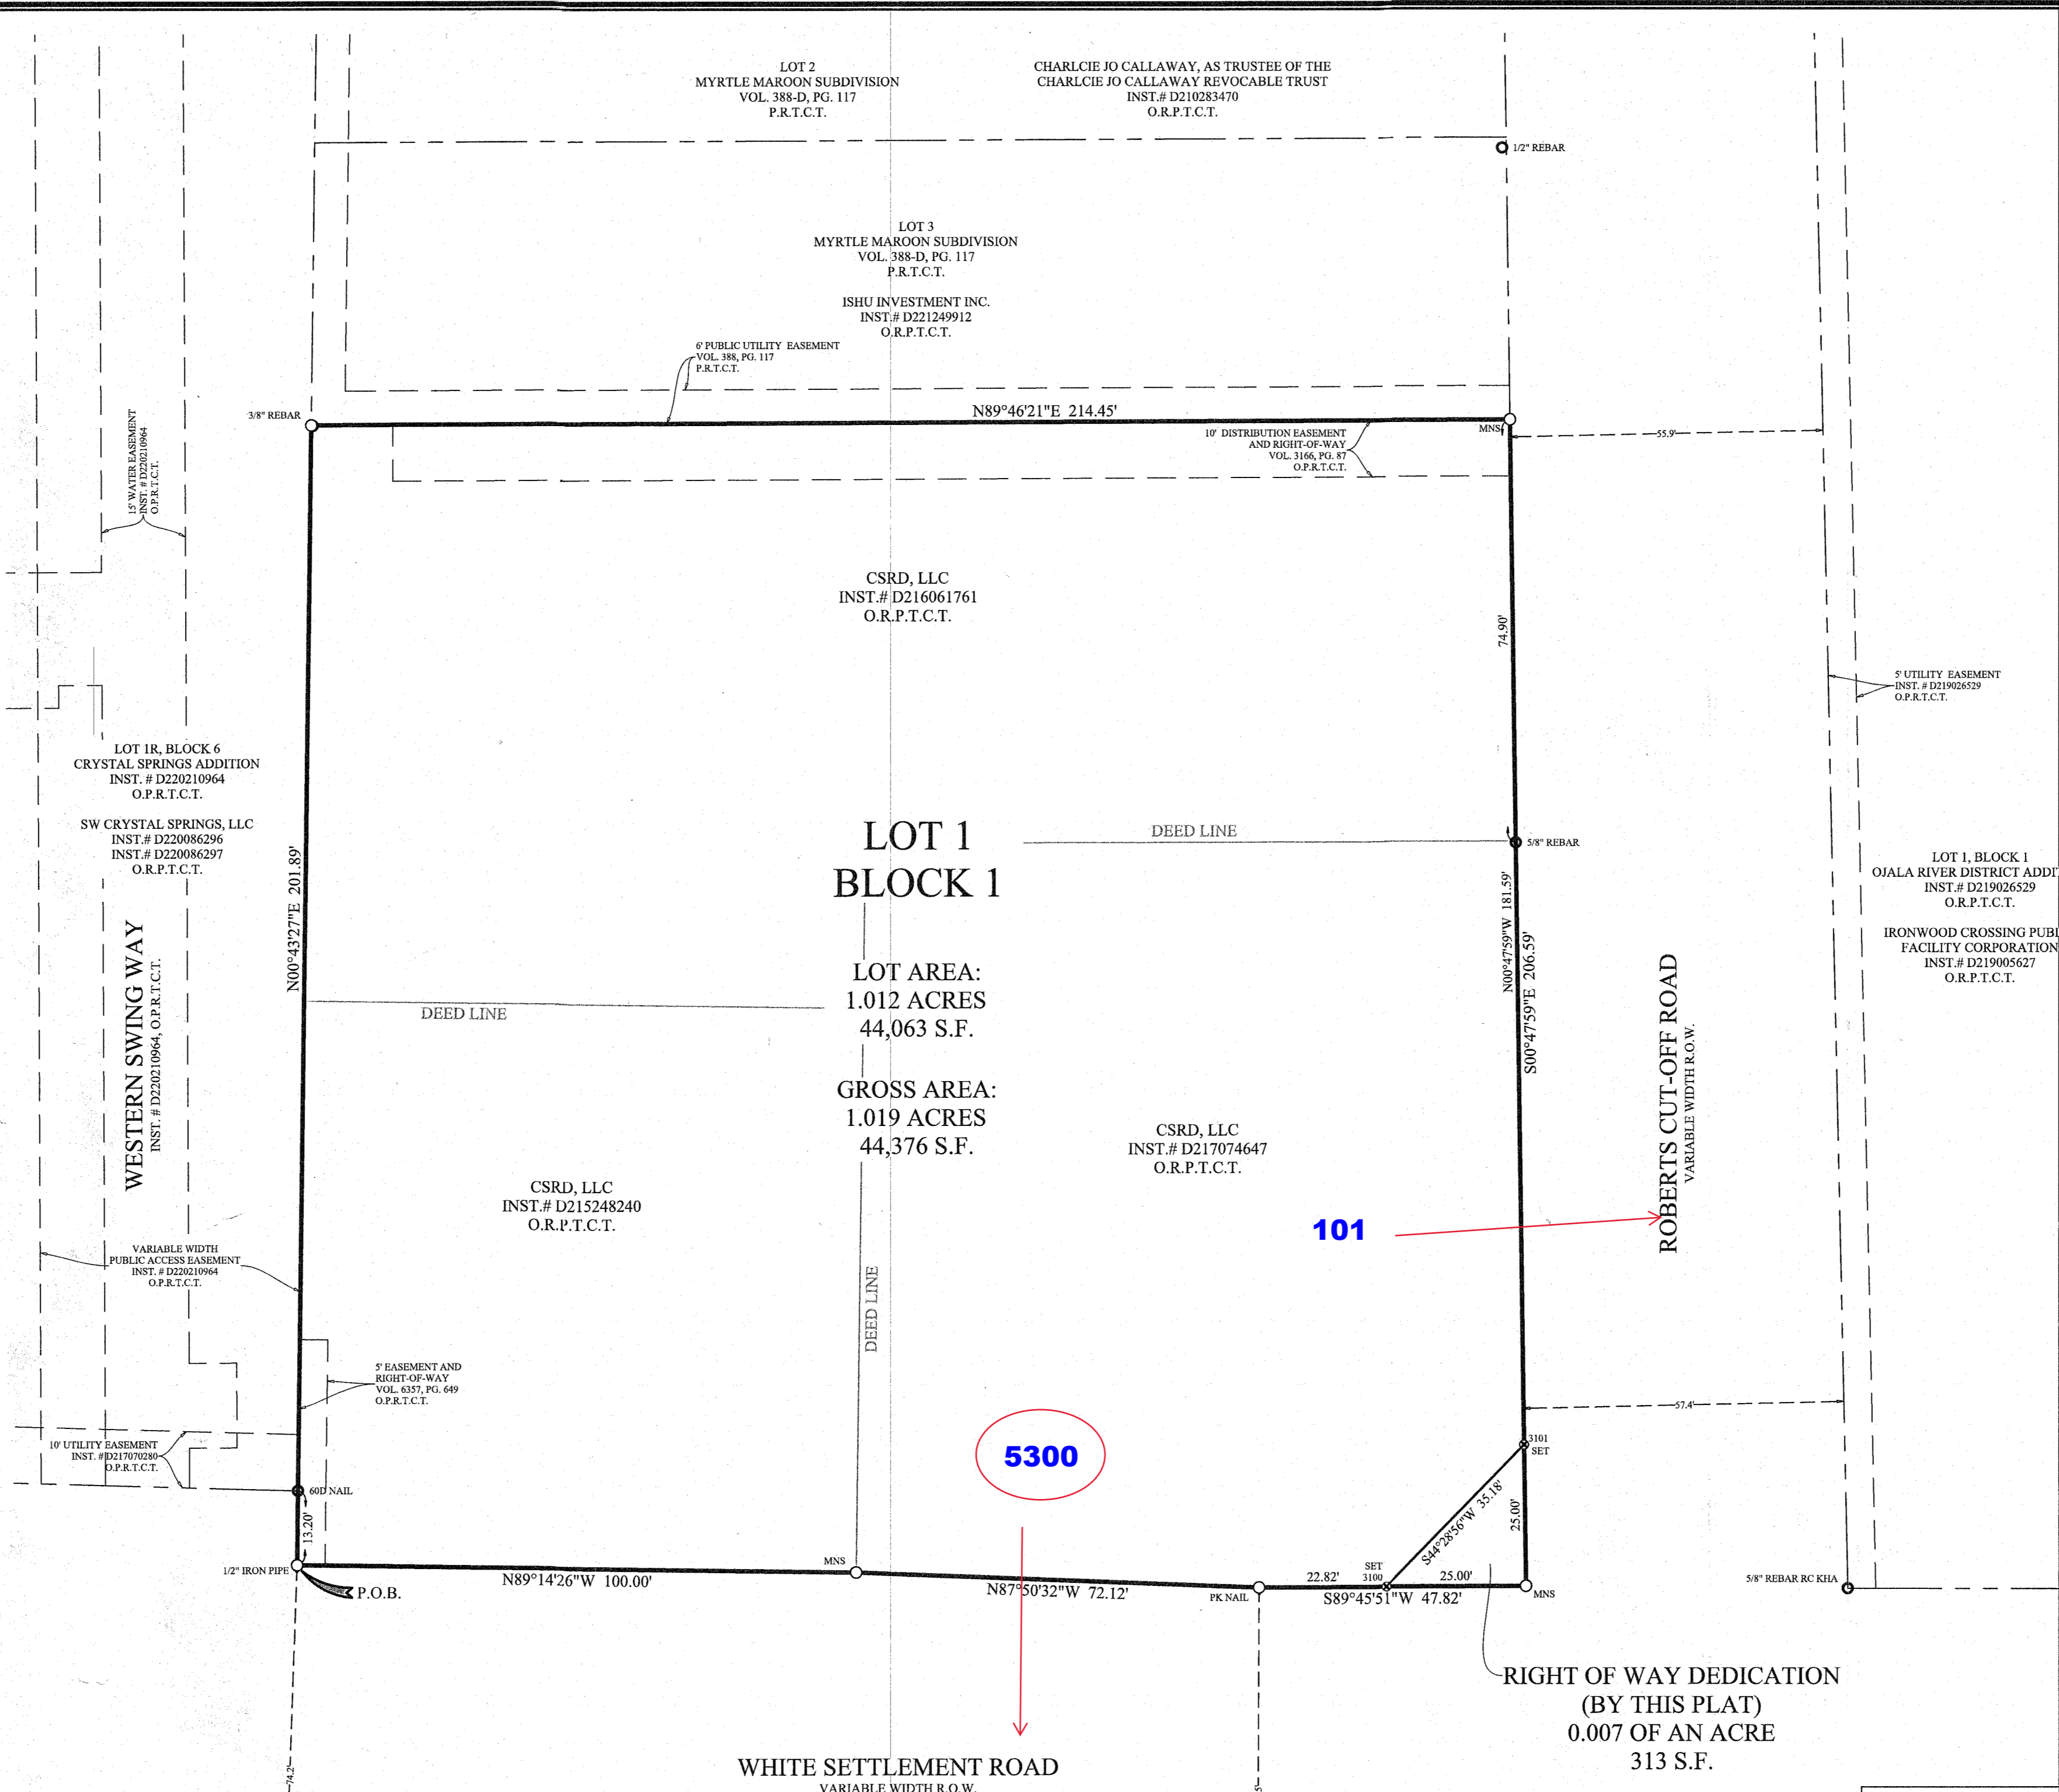 LOT 2
MYRTLE MAROON SUBDIVISION
VOL. 388-D, PG. 117
P.R.T.C.T.
CHARLCIE JO CALLAWAY, AS TRUSTEE OF THE
CHARLCIE JO CALLAWAY REVOCABLE TRUST
INST.# D210283470
O.R.P.T.C.T.
1/2" REBAR
LOT 3
MYRTLE MAROON SUBDIVISION
VOL. 388-D, PG. 117
P.R.T.C.T.
ISHU INVESTMENT INC.
INST.# D221249912
O.R.P.T.C.T.
6' PUBLIC UTILITY EASEMENT
VOL. 388, PG. 117
P.R.T.C.T.
3/8" REBAR
N89°46'21"E 214.45'
MNS
55.9'
10' DISTRIBUTION EASEMENT
AND RIGHT-OF-WAY
VOL. 3166, PG. 87
O.P.R.T.C.T.
15' WATER EASEMENT
INST. # D220210964
O.P.R.T.C.T.
CSRD, LLC
INST.# D216061761
O.R.P.T.C.T.
74.90'
5' UTILITY EASEMENT
INST. # D219026529
O.P.R.T.C.T.
LOT 1R, BLOCK 6
CRYSTAL SPRINGS ADDITION
INST. # D220210964
O.P.R.T.C.T.
SW CRYSTAL SPRINGS, LLC
INST.# D220086296
INST.# D220086297
O.R.P.T.C.T.
N00°43'27"E 201.89'
LOT 1
BLOCK 1
DEED LINE
5/8" REBAR
LOT 1, BLOCK 1
OJALA RIVER DISTRICT ADDI
INST.# D219026529
O.R.P.T.C.T.
IRONWOOD CROSSING PUB
FACILITY CORPORATION
INST.# D219005627
O.R.P.T.C.T.
N00°47'59"W 181.59'
S00°47'59"E 206.59'
LOT AREA:
1.012 ACRES
44,063 S.F.
DEED LINE
WESTERN SWING WAY
INST. # D220210964, O.P.R.T.C.T.
ROBERTS CUT-OFF ROAD
VARIABLE WIDTH R.O.W.
GROSS AREA:
1.019 ACRES
44,376 S.F.
CSRD, LLC
INST.# D217074647
O.R.P.T.C.T.
CSRD, LLC
INST.# D215248240
O.R.P.T.C.T.
101
VARIABLE WIDTH
PUBLIC ACCESS EASEMENT
INST. # D220210964
O.P.R.T.C.T.
DEED LINE
5' EASEMENT AND
RIGHT-OF-WAY
VOL. 6357, PG. 649
O.P.R.T.C.T.
57.4'
10' UTILITY EASEMENT
INST. # D217070280
O.P.R.T.C.T.
5300
3101
SET
60D NAIL
13.20'
S44°28'56"W 35.18'
25.00'
1/2" IRON PIPE
P.O.B.
N89°14'26"W 100.00'
MNS
N87°50'32"W 72.12'
PK NAIL
22.82'
SET
3100
25.00'
S89°45'51"W 47.82'
MNS
5/8" REBAR RC KHA
RIGHT OF WAY DEDICATION
(BY THIS PLAT)
0.007 OF AN ACRE
313 S.F.
74.2'
WHITE SETTLEMENT ROAD
VARIABLE WIDTH R.O.W.